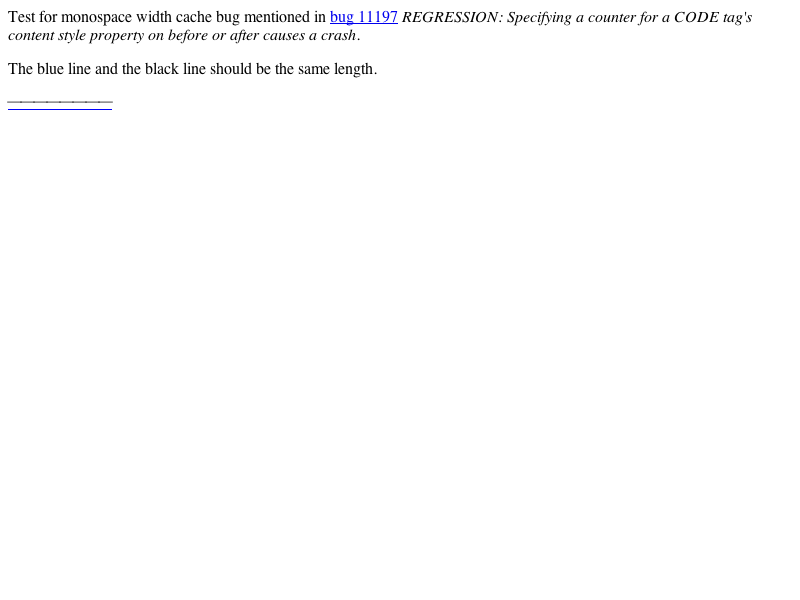 Test for monospace width cache bug mentioned in bug 11197 REGRESSION: Specifying a counter for a CODE tag's
content style property on before or after causes a crash.
The blue line and the black line should be the same length.